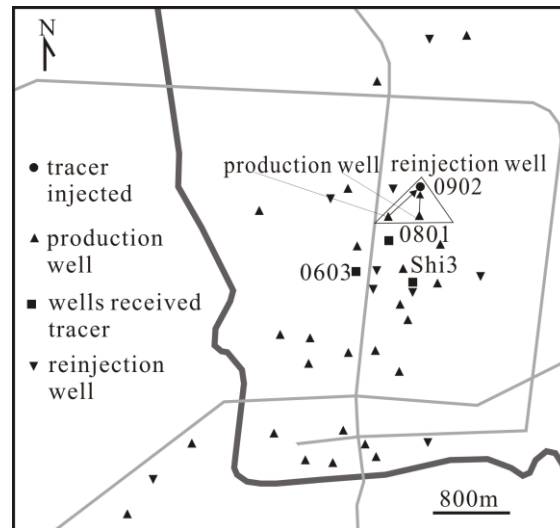 N
production well reinjection well
0902
0801
0603
Shi3
tracer
injected
production
well
wells received
tracer
reinjection
well
800m